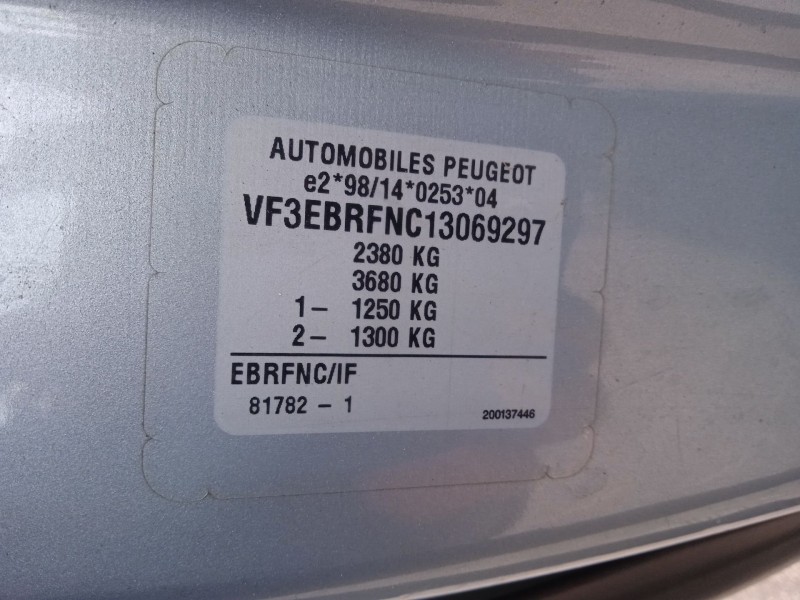 AUTOMOBILES PEUGEOT
e2*98/14*0253*04
VF3EBRFNC13069297
2380 KG
3680 KG
1- 1250 KG
2- 1300 KG
EBRFNC/IF
81782 - 1
200137446